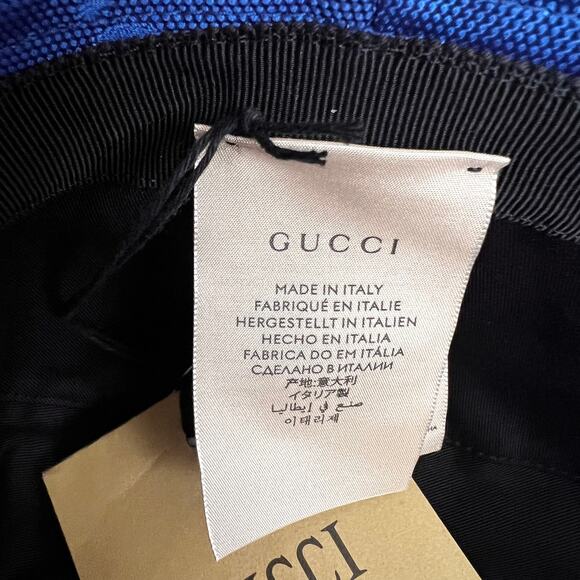 GUCCI
MADE IN ITALY
FABRIQUÉ EN ITALIE
HERGESTELLT IN ITALIEN
HECHO EN ITALIA
FABRICA DO EM ITÁLIA
СДЕЛАНО В ИТАЛИИ
产地:意大利
イタリア製
صنع في إيطاليا
이태리제
GUCCI